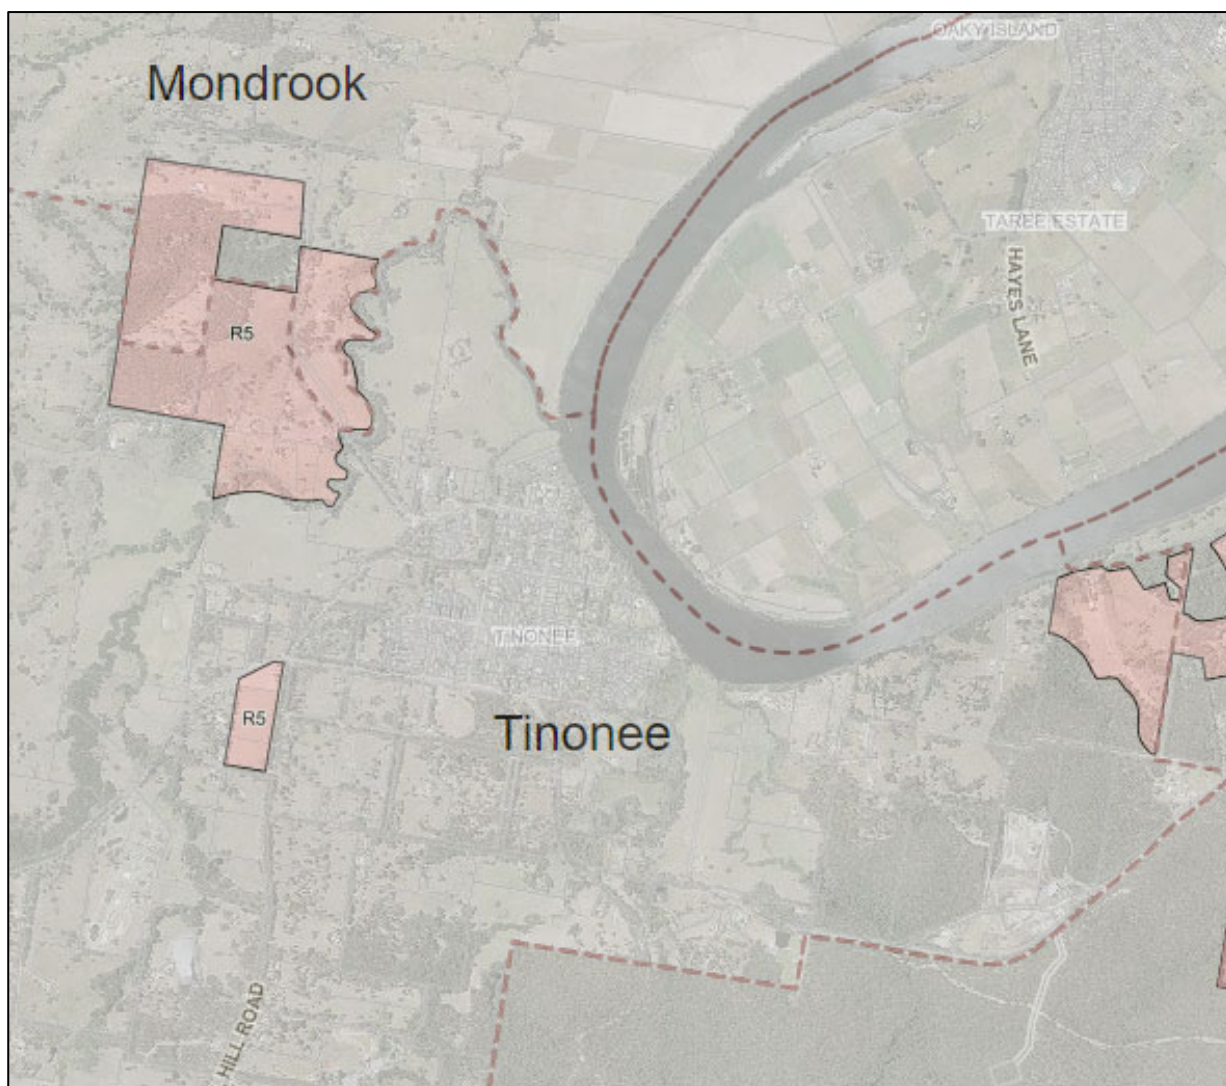 OAKY ISLAND
Mondrook
TAREE ESTATE
HAYES LANE
R5
TINONEE
R5
Tinonee
HILL ROAD